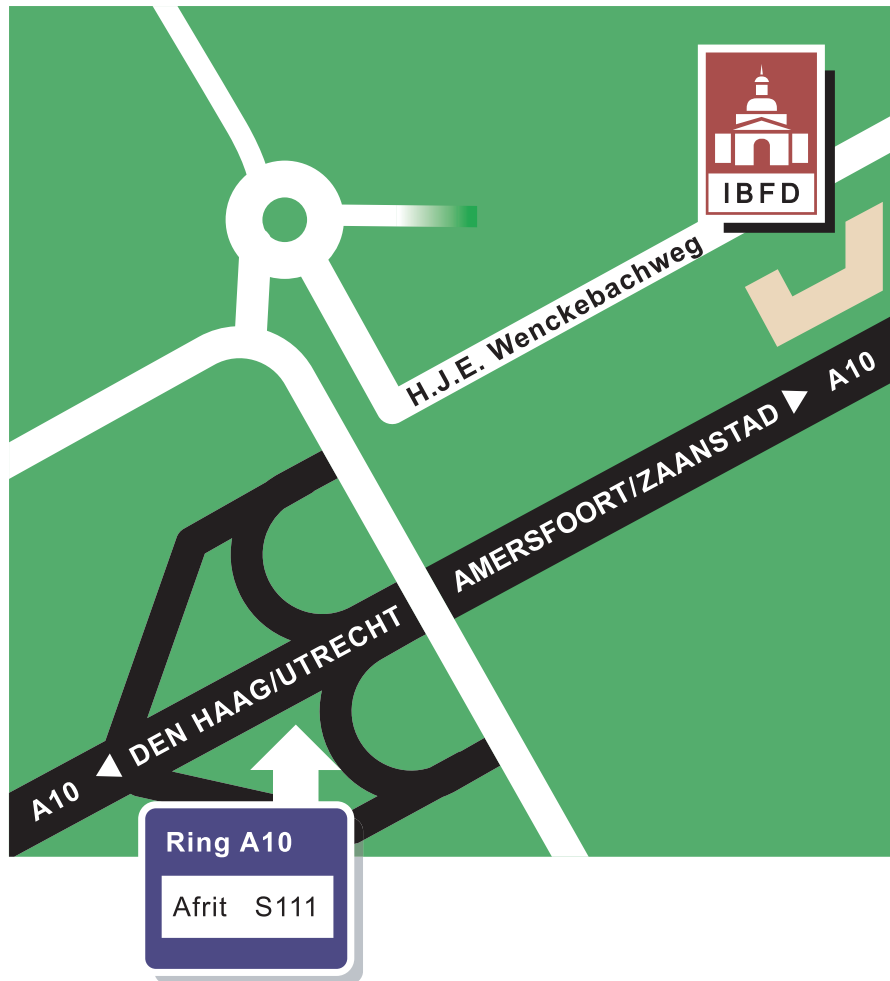 IBFD
H.J.E. Wenckebachweg
A10
AMERSFOORT/ZAANSTAD
DEN HAAG/UTRECHT
A10
Ring A10
Afrit S111